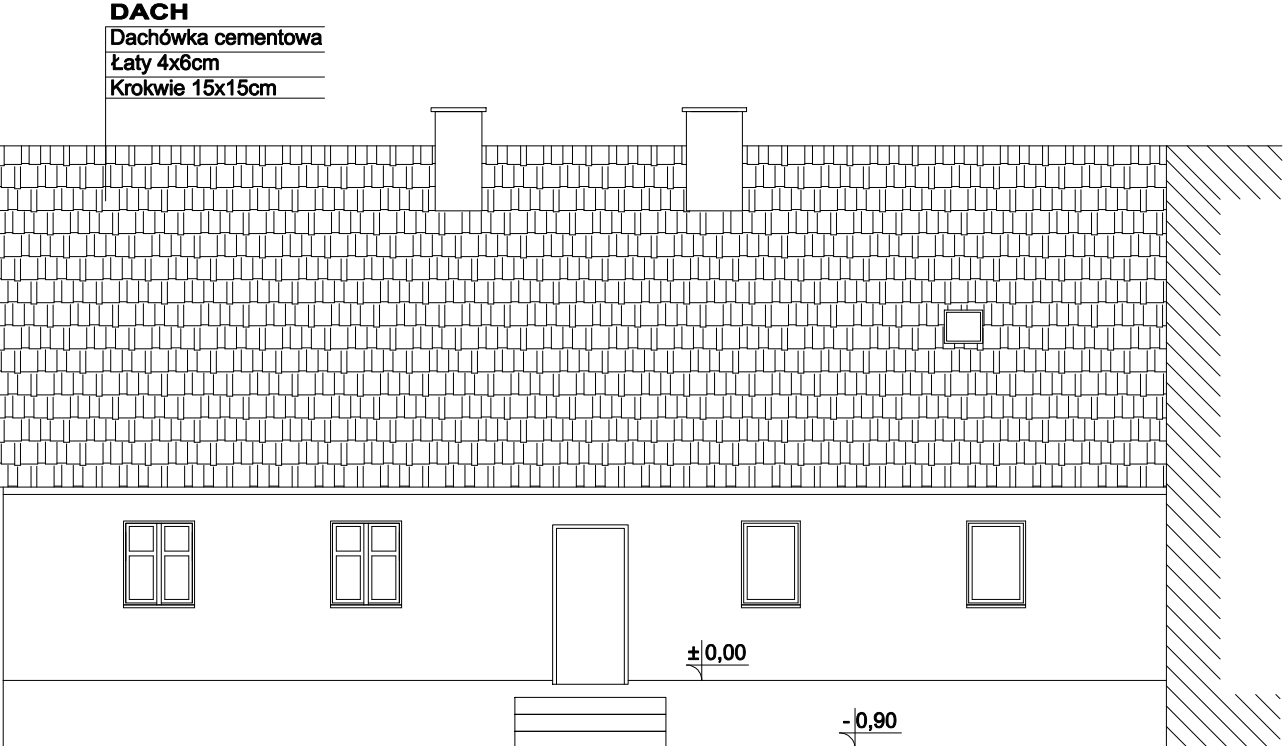 DACH
Dachówka cementowa
Łaty 4x6cm
Krokwie 15x15cm
± 0,00
- 0,90